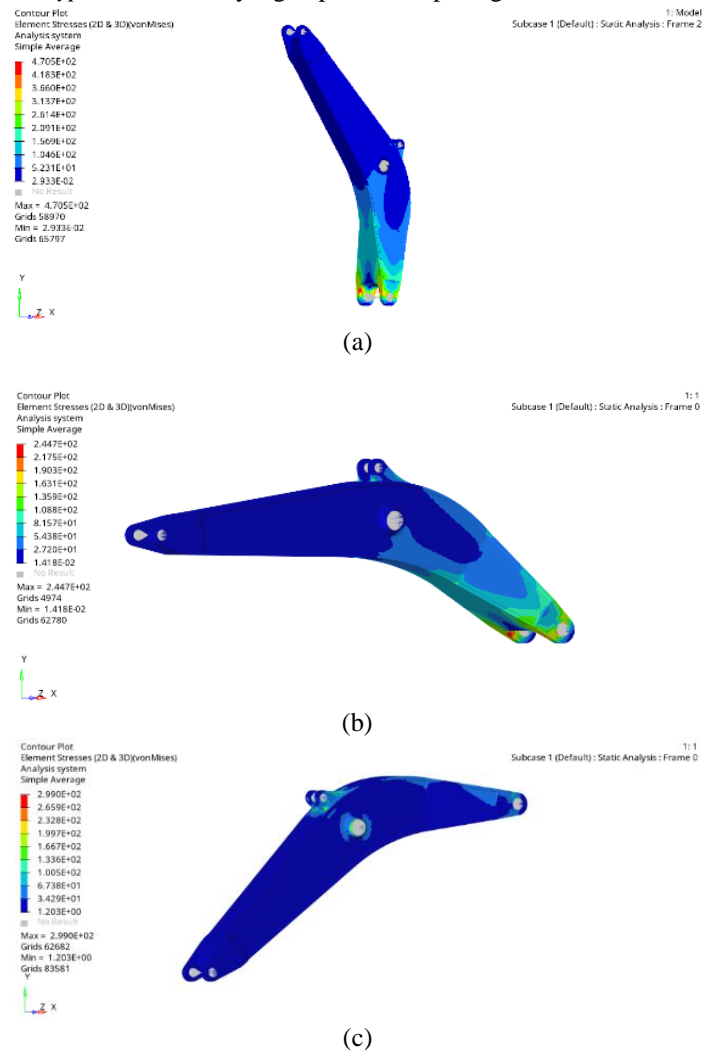 Contour Plot
Element Stresses (2D & 3D)(vonMises)
Analysis system
Simple Average
4.705E+02
4.183E+02
3.660E+02
3.137E+02
2.614E+02
2.091E+02
1.569E+02
1.046E+02
5.231E+01
2.933E-02
No Result
Max = 4.705E+02
Grids 58970
Min = 2.933E-02
Grids 65797
1: Model
Subcase 1 (Default) : Static Analysis : Frame 2
Y
Z X
(a)
Contour Plot
Element Stresses (2D & 3D)(vonMises)
Analysis system
Simple Average
2.447E+02
2.175E+02
1.903E+02
1.631E+02
1.359E+02
1.088E+02
8.157E+01
5.438E+01
2.720E+01
1.418E-02
No Result
Max = 2.447E+02
Grids 4974
Min = 1.418E-02
Grids 62780
1: 1
Subcase 1 (Default) : Static Analysis : Frame 0
Y
Z X
(b)
Contour Plot
Element Stresses (2D & 3D)(vonMises)
Analysis system
Simple Average
2.990E+02
2.659E+02
2.328E+02
1.997E+02
1.667E+02
1.336E+02
1.005E+02
6.738E+01
3.429E+01
1.203E+00
No Result
Max = 2.990E+02
Grids 62682
Min = 1.203E+00
Grids 83581
1: 1
Subcase 1 (Default) : Static Analysis : Frame 0
Y
Z X
(c)